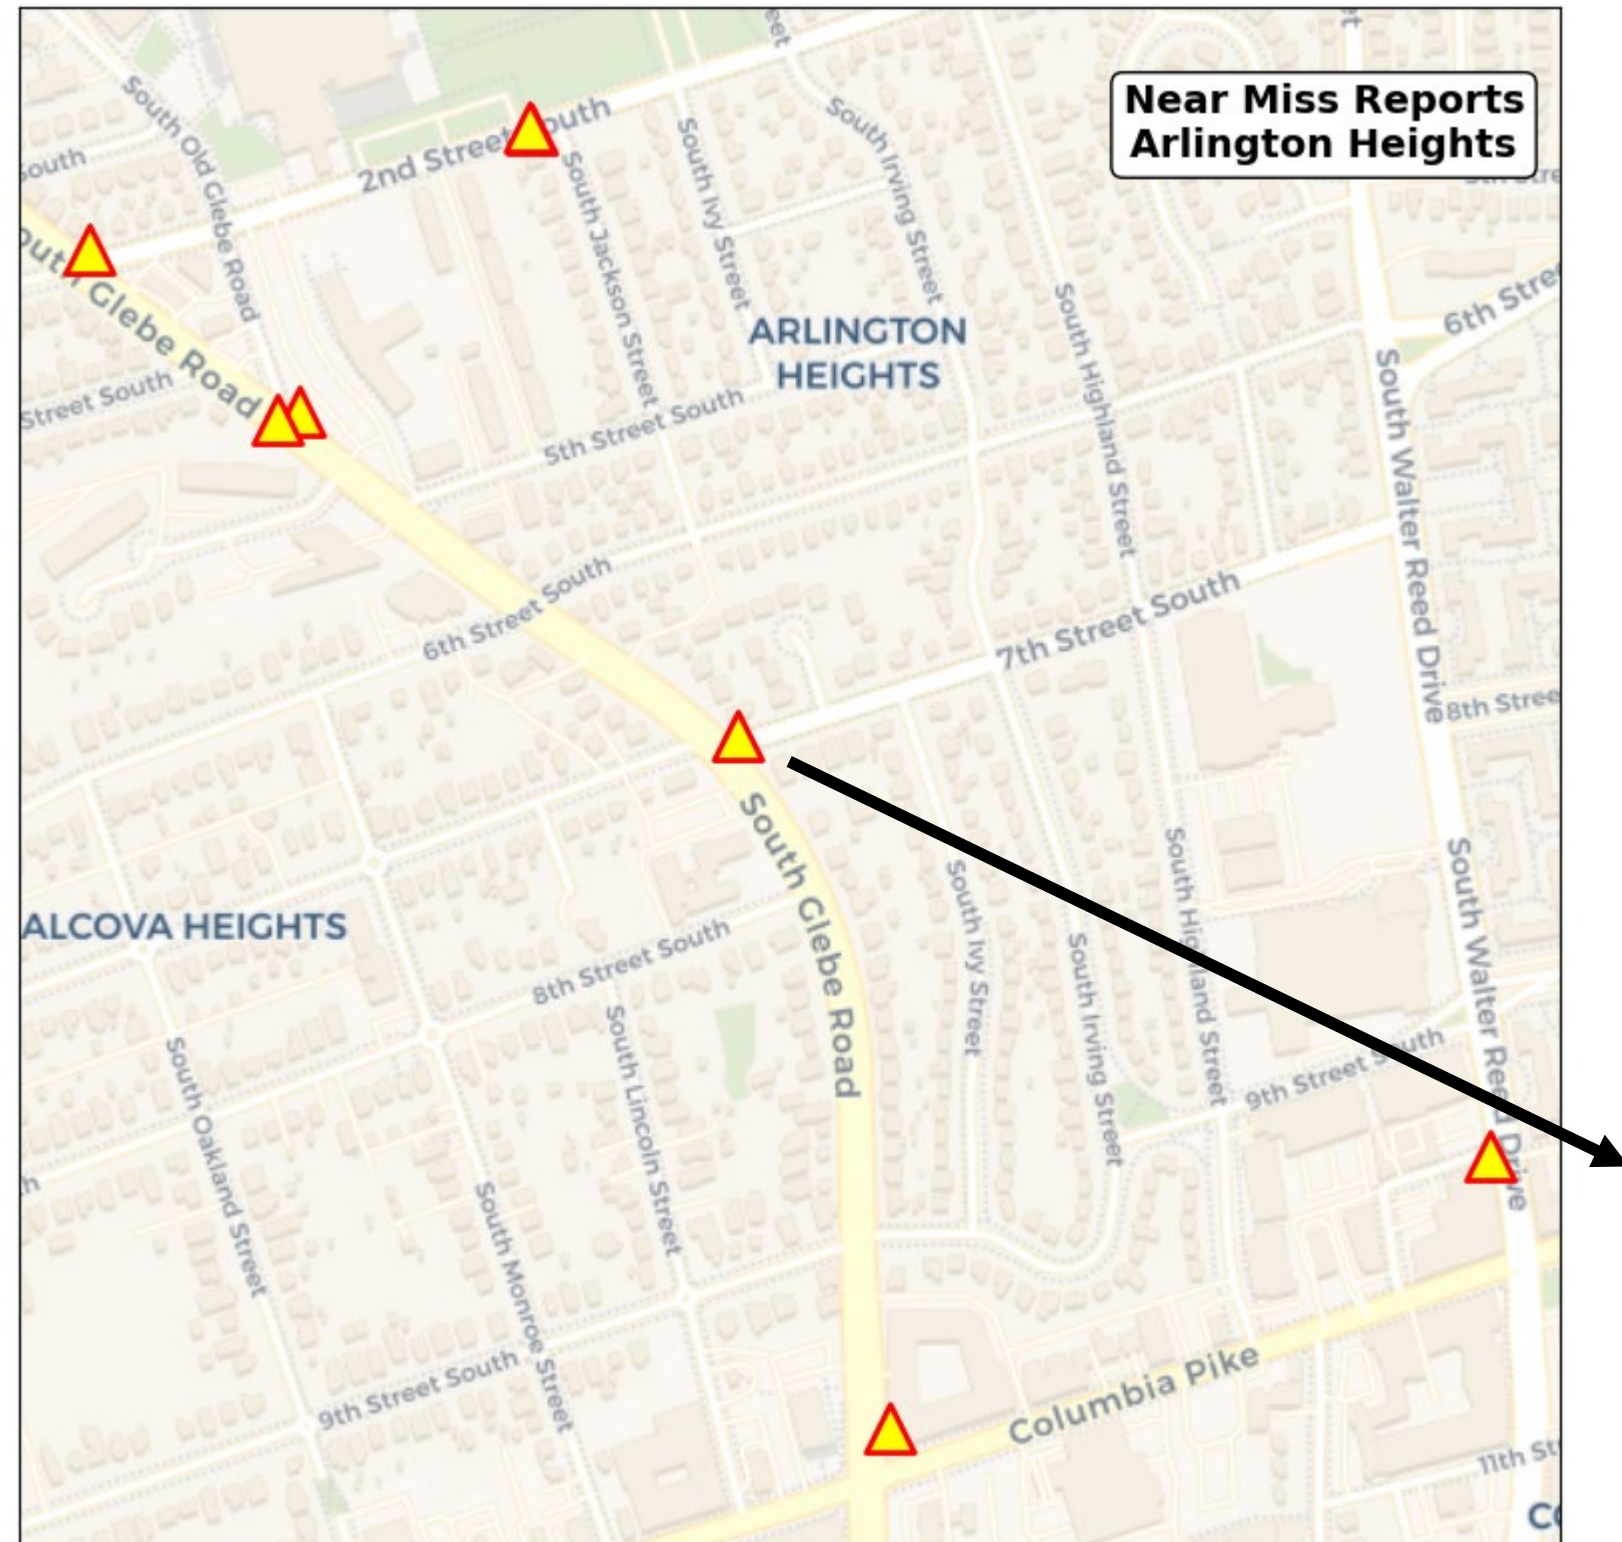 Near Miss Reports
Arlington Heights
South Old Glebe Road
2nd Street South
South
South Jackson Street
South Ivy Street
South Irving Street
South Highland Street
South Glebe Road
Street South
ARLINGTON
HEIGHTS
5th Street South
6th Street South
6th Stree
South Walter Reed Drive
7th Street South
8th Stree
South Glebe Road
ALCOVA HEIGHTS
8th Street South
South Ivy Street
South Irving Street
South Highland Street
South Walter Reed Drive
9th Street South
South Oakland Street
South Lincoln Street
South Monroe Street
9th Street South
Columbia Pike
11th St
CO